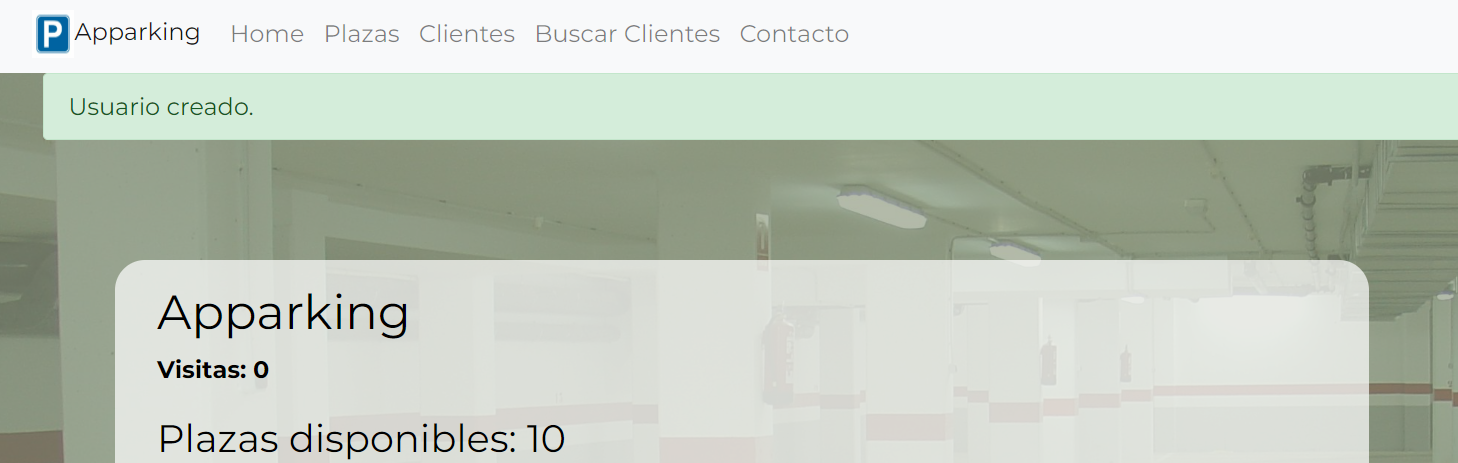 P Apparking Home Plazas Clientes Buscar Clientes Contacto
Usuario creado.
Apparking
Visitas: 0
Plazas disponibles: 10